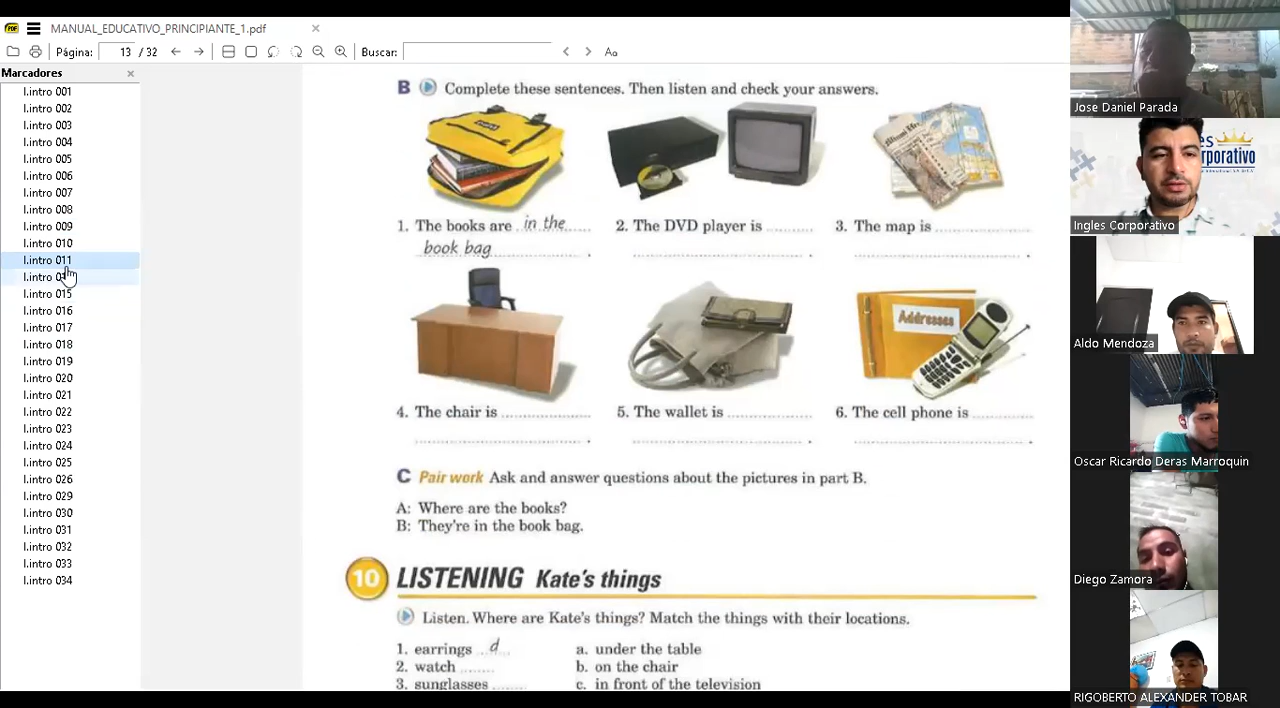 MANUAL_EDUCATIVO_PRINCIPIANTE_1.pdf
Página: 13 / 32 Buscar: Aa
Marcadores
I.intro 001
I.intro 002
I.intro 003
I.intro 004
I.intro 005
I.intro 006
I.intro 007
I.intro 008
I.intro 009
I.intro 010
I.intro 011
I.intro
I.intro 015
I.intro 016
I.intro 017
I.intro 018
I.intro 019
I.intro 020
I.intro 021
I.intro 022
I.intro 023
I.intro 024
I.intro 025
I.intro 026
I.intro 029
I.intro 030
I.intro 031
I.intro 032
I.intro 033
I.intro 034
B Complete these sentences. Then listen and check your answers.
1. The books are in the
book bag.
2. The DVD player is
3. The map is
Addresses
4. The chair is
5. The wallet is
6. The cell phone is
C Pair work Ask and answer questions about the pictures in part B.
A: Where are the books?
B: They're in the book bag.
10 LISTENING Kate's things
Listen. Where are Kate's things? Match the things with their locations.
1. earrings d a. under the table
2. watch b. on the chair
3. sunglasses c. in front of the television
Jose Daniel Parada
Ingles Corporativo
Aldo Mendoza
Oscar Ricardo Deras Marroquin
Diego Zamora
RIGOBERTO ALEXANDER TOBAR